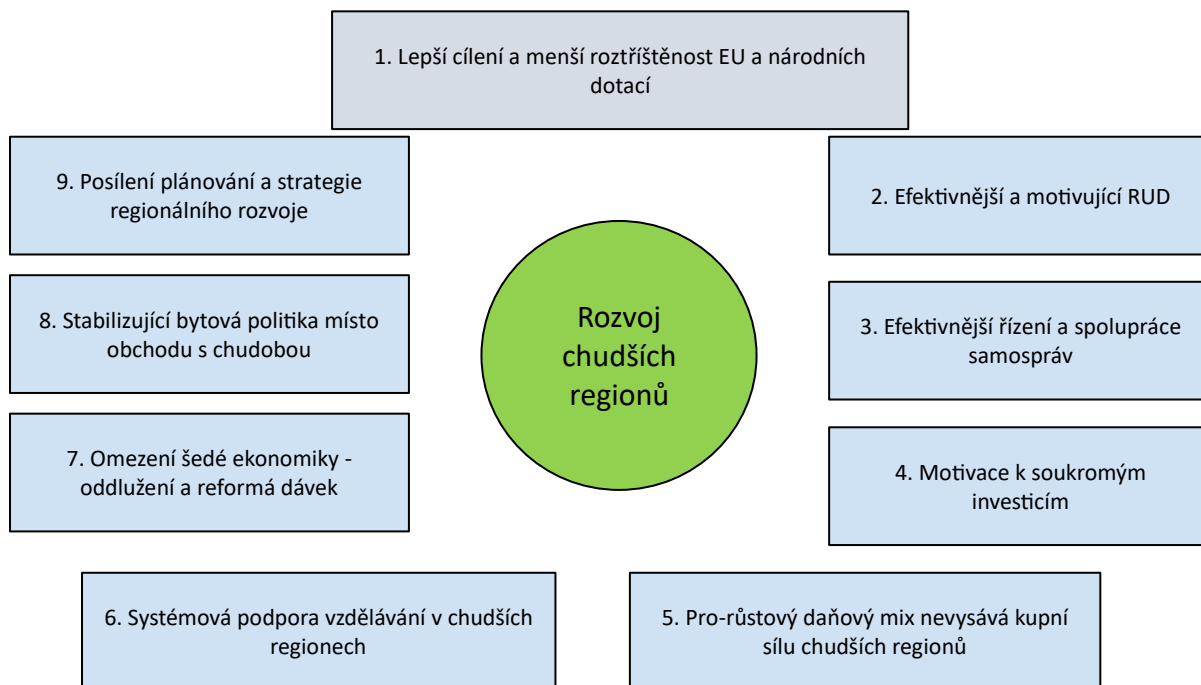 1. Lepší cílení a menší roztříštěnost EU a národních
dotací
9. Posílení plánování a strategie
regionálního rozvoje
2. Efektivnější a motivující RUD
8. Stabilizující bytová politika místo
obchodu s chudobou
Rozvoj
chudších
regionů
3. Efektivnější řízení a spolupráce
samospráv
7. Omezení šedé ekonomiky -
oddlužení a reformá dávek
4. Motivace k soukromým
investicím
6. Systémová podpora vzdělávání v chudších
regionech
5. Pro-růstový daňový mix nevysává kupní
sílu chudších regionů